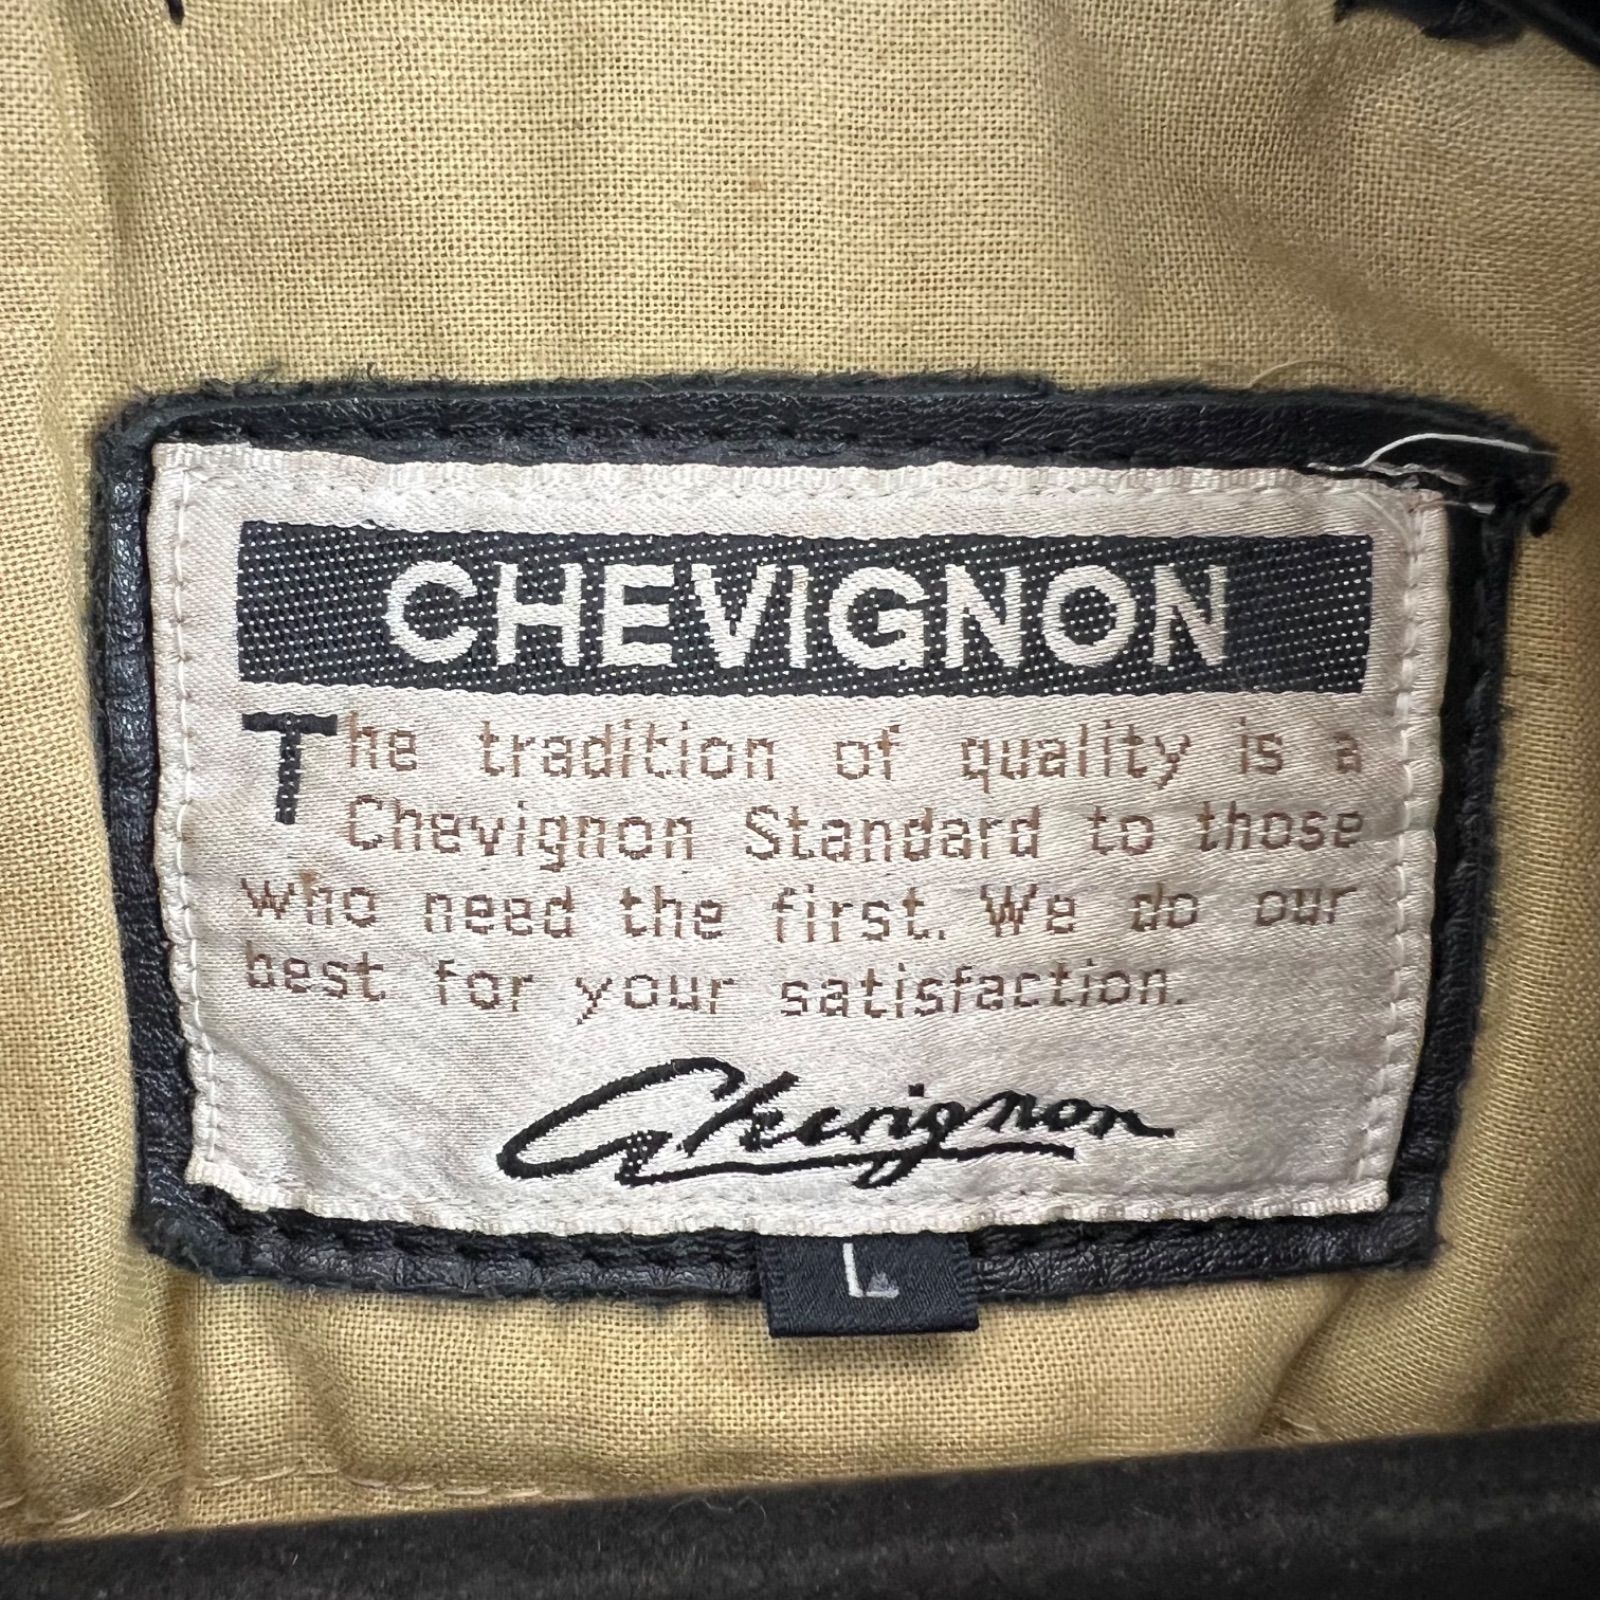 CHEVIGNON
The tradition of quality is a
Chevignon Standard to those
who need the first. We do our
best for your satisfaction.
Chevignon
L